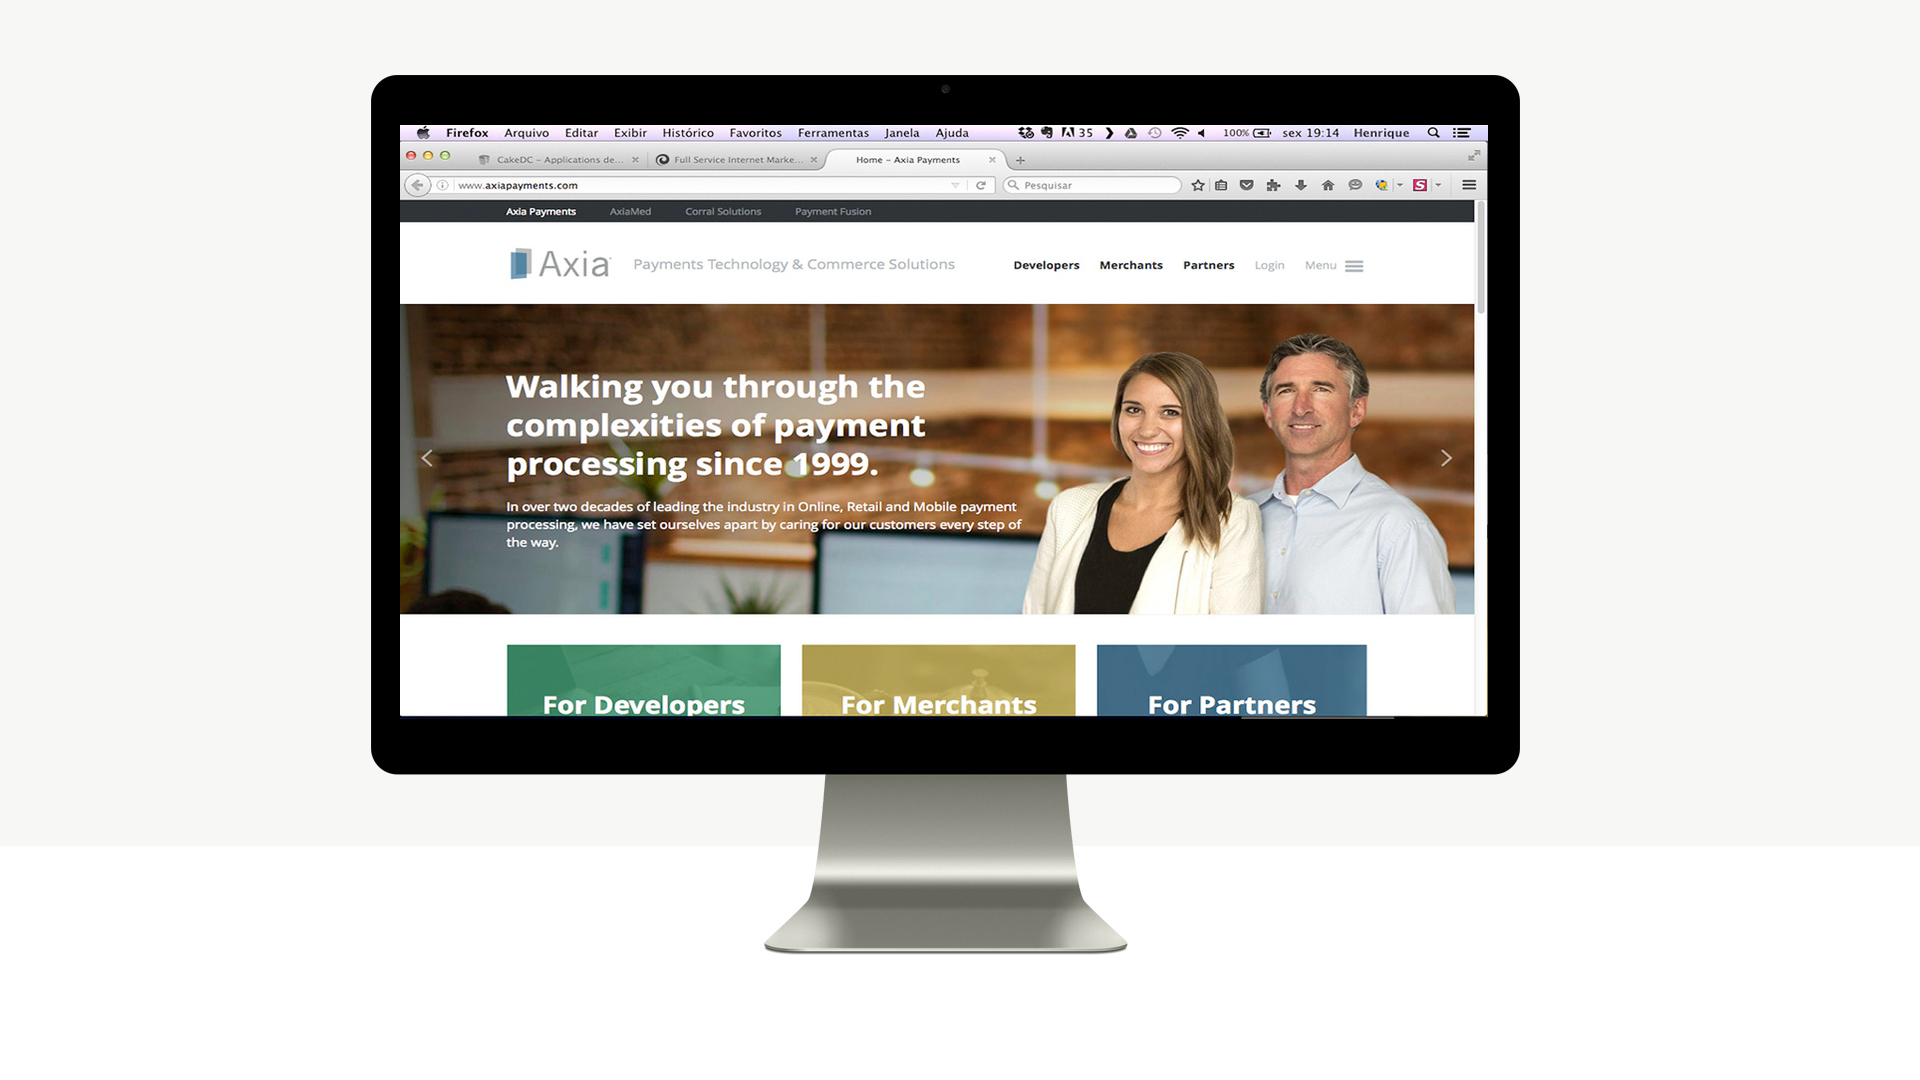 Firefox Arquivo Editar Exibir Histórico Favoritos Ferramentas Janela Ajuda 35 100% sex 19:14 Henrique
CakeDC – Applications de... Full Service Internet Marke... Home – Axia Payments
www.axiapayments.com Pesquisar
Axia Payments AxiaMed Corral Solutions Payment Fusion
Axia Payments Technology & Commerce Solutions Developers Merchants Partners Login Menu
Walking you through the
complexities of payment
processing since 1999.
In over two decades of leading the industry in Online, Retail and Mobile payment
processing, we have set ourselves apart by caring for our customers every step of
the way.
For Developers For Merchants For Partners